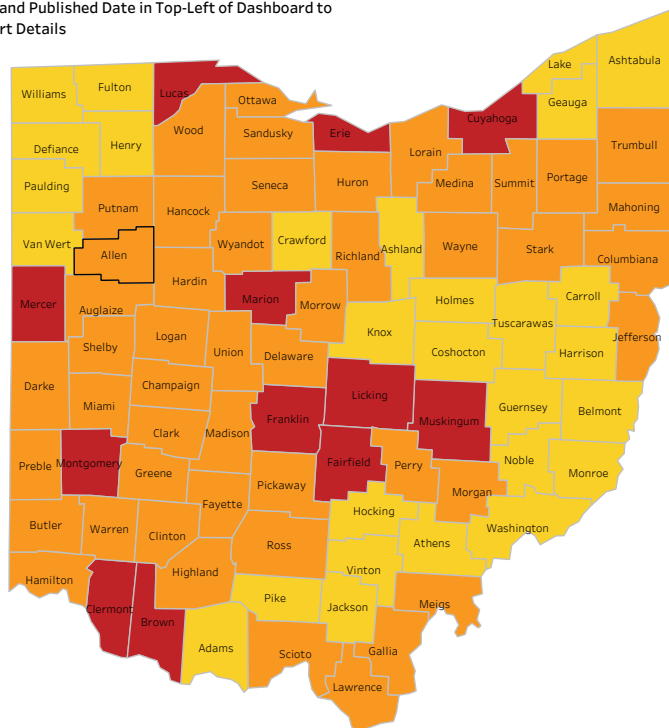 and Published Date in Top-Left of Dashboard to
rt Details
Lake
Ashtabula
Williams
Fulton
Lucas
Ottawa
Geauga
Cuyahoga
Wood
Sandusky
Erie
Defiance
Henry
Lorain
Trumbull
Paulding
Seneca
Huron
Medina
Summit
Portage
Putnam
Hancock
Mahoning
Van Wert
Allen
Wyandot
Crawford
Richland
Ashland
Wayne
Stark
Columbiana
Mercer
Auglaize
Hardin
Marion
Morrow
Holmes
Tuscarawas
Carroll
Jefferson
Shelby
Logan
Union
Delaware
Knox
Coshocton
Harrison
Darke
Miami
Champaign
Licking
Muskingum
Guernsey
Belmont
Clark
Madison
Franklin
Preble
Montgomery
Greene
Fairfield
Perry
Noble
Monroe
Fayette
Pickaway
Morgan
Butler
Warren
Clinton
Hocking
Washington
Ross
Athens
Hamilton
Highland
Vinton
Clermont
Brown
Pike
Jackson
Meigs
Adams
Scioto
Gallia
Lawrence